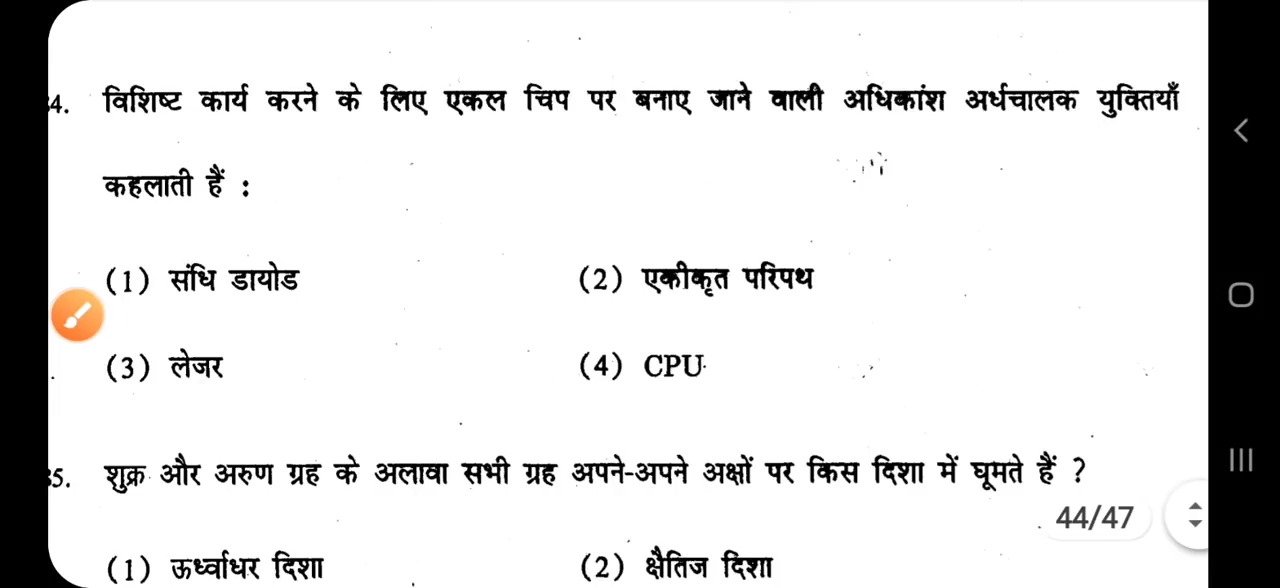 4. विशिष्ट कार्य करने के लिए एकल चिप पर बनाए जाने वाली अधिकांश अर्धचालक युक्तियाँ
कहलाती हैं :
(1) संधि डायोड (2) एकीकृत परिपथ
(3) लेजर (4) CPU
5. शुक्र और अरुण ग्रह के अलावा सभी ग्रह अपने-अपने अक्षों पर किस दिशा में घूमते हैं ?
44/47
(1) ऊर्ध्वाधर दिशा (2) क्षैतिज दिशा